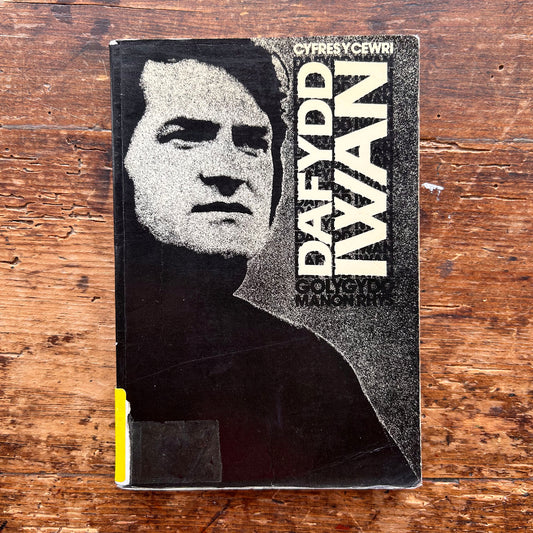 CYFRES Y CEWRI
DAFYDD
IWAN
GOLYGYDD
MANON RHYS